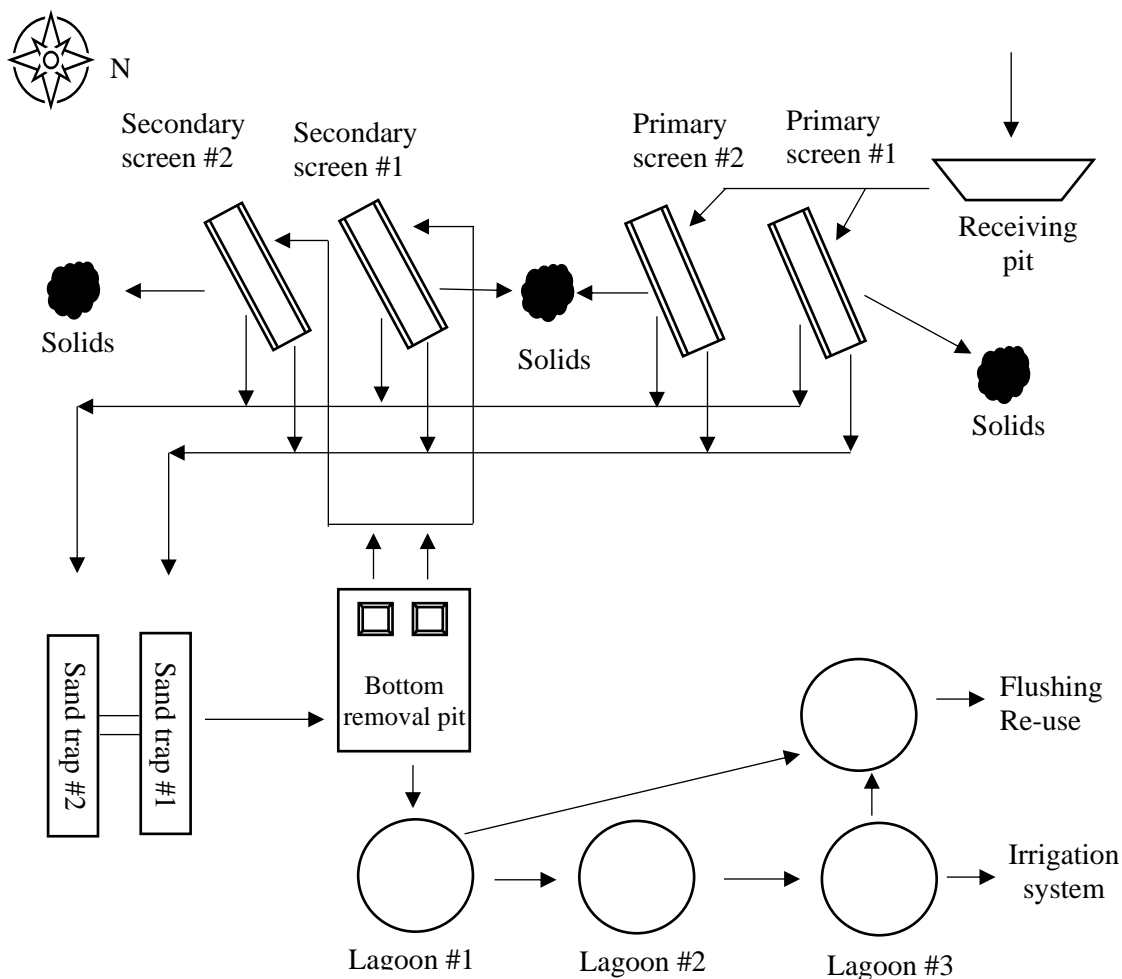 N
Secondary
screen #2
Secondary
screen #1
Primary
screen #2
Primary
screen #1
Receiving
pit
Solids
Solids
Solids
Sand trap #2
Sand trap #1
Bottom
removal pit
Flushing
Re-use
Irrigation
system
Lagoon #1
Lagoon #2
Lagoon #3